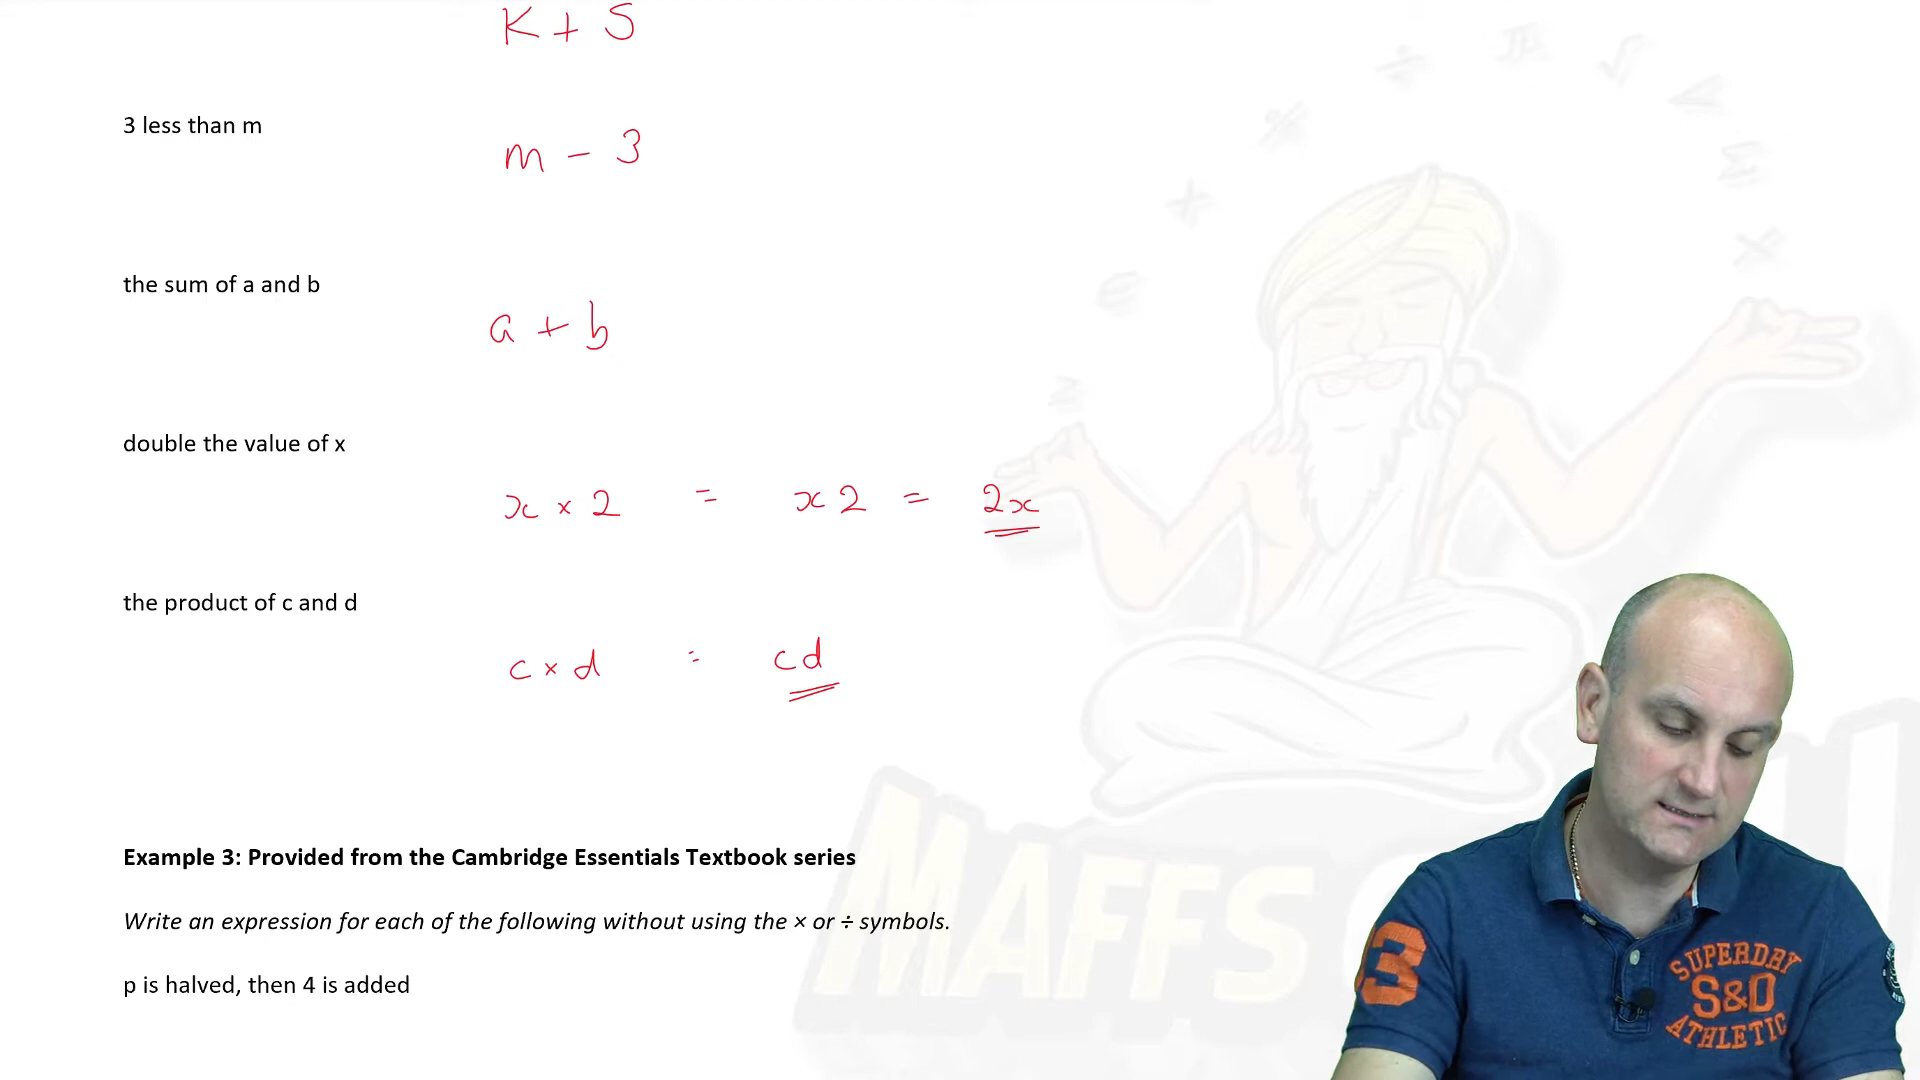 K + 5
3 less than m
m - 3
the sum of a and b
a + b
double the value of x
x × 2 = x 2 = 2x
the product of c and d
c × d = cd
Example 3: Provided from the Cambridge Essentials Textbook series
Write an expression for each of the following without using the × or ÷ symbols.
p is halved, then 4 is added
MAFFS
3
SUPERDRY
S&D
ATHLETIC